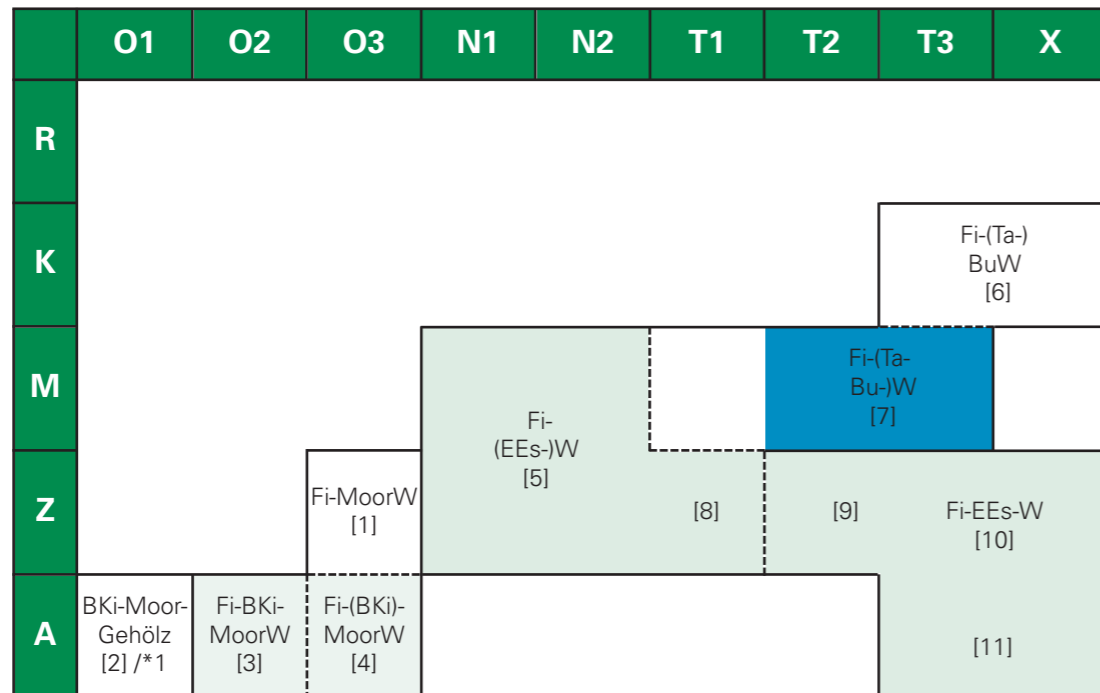 O1 O2 O3 N1 N2 T1 T2 T3 X
R
K
Fi-(Ta-)
BuW
[6]
M
Fi-(Ta-
Bu-)W
[7]
Fi-
(EEs-)W
[5]
Z
Fi-MoorW
[1]
[8]
[9]
Fi-EEs-W
[10]
A
BKi-Moor-
Gehölz
[2] /*1
Fi-BKi-
MoorW
[3]
Fi-(BKi)-
MoorW
[4]
[11]